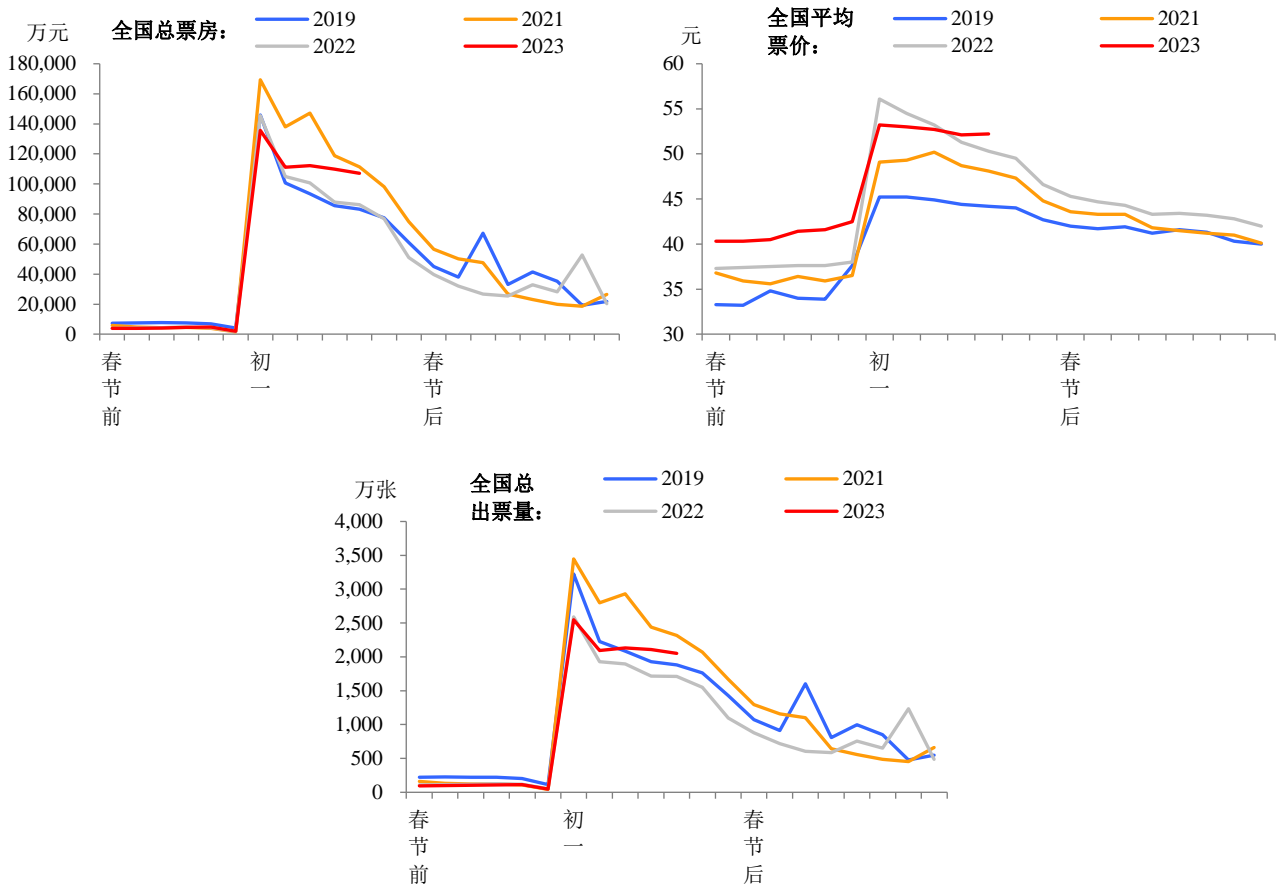 万元
全国总票房：
2019
2021
2022
2023
180,000
160,000
140,000
120,000
100,000
80,000
60,000
40,000
20,000
0
春节前
初一
春节后
元
全国平均
票价：
2019
2021
2022
2023
60
55
50
45
40
35
30
春节前
初一
春节后
万张
全国总
出票量：
2019
2021
2022
2023
4,000
3,500
3,000
2,500
2,000
1,500
1,000
500
0
春节前
初一
春节后